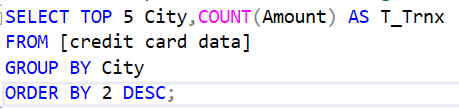 SELECT TOP 5 City,COUNT(Amount) AS T_Trnx
FROM [credit card data]
GROUP BY City
ORDER BY 2 DESC;